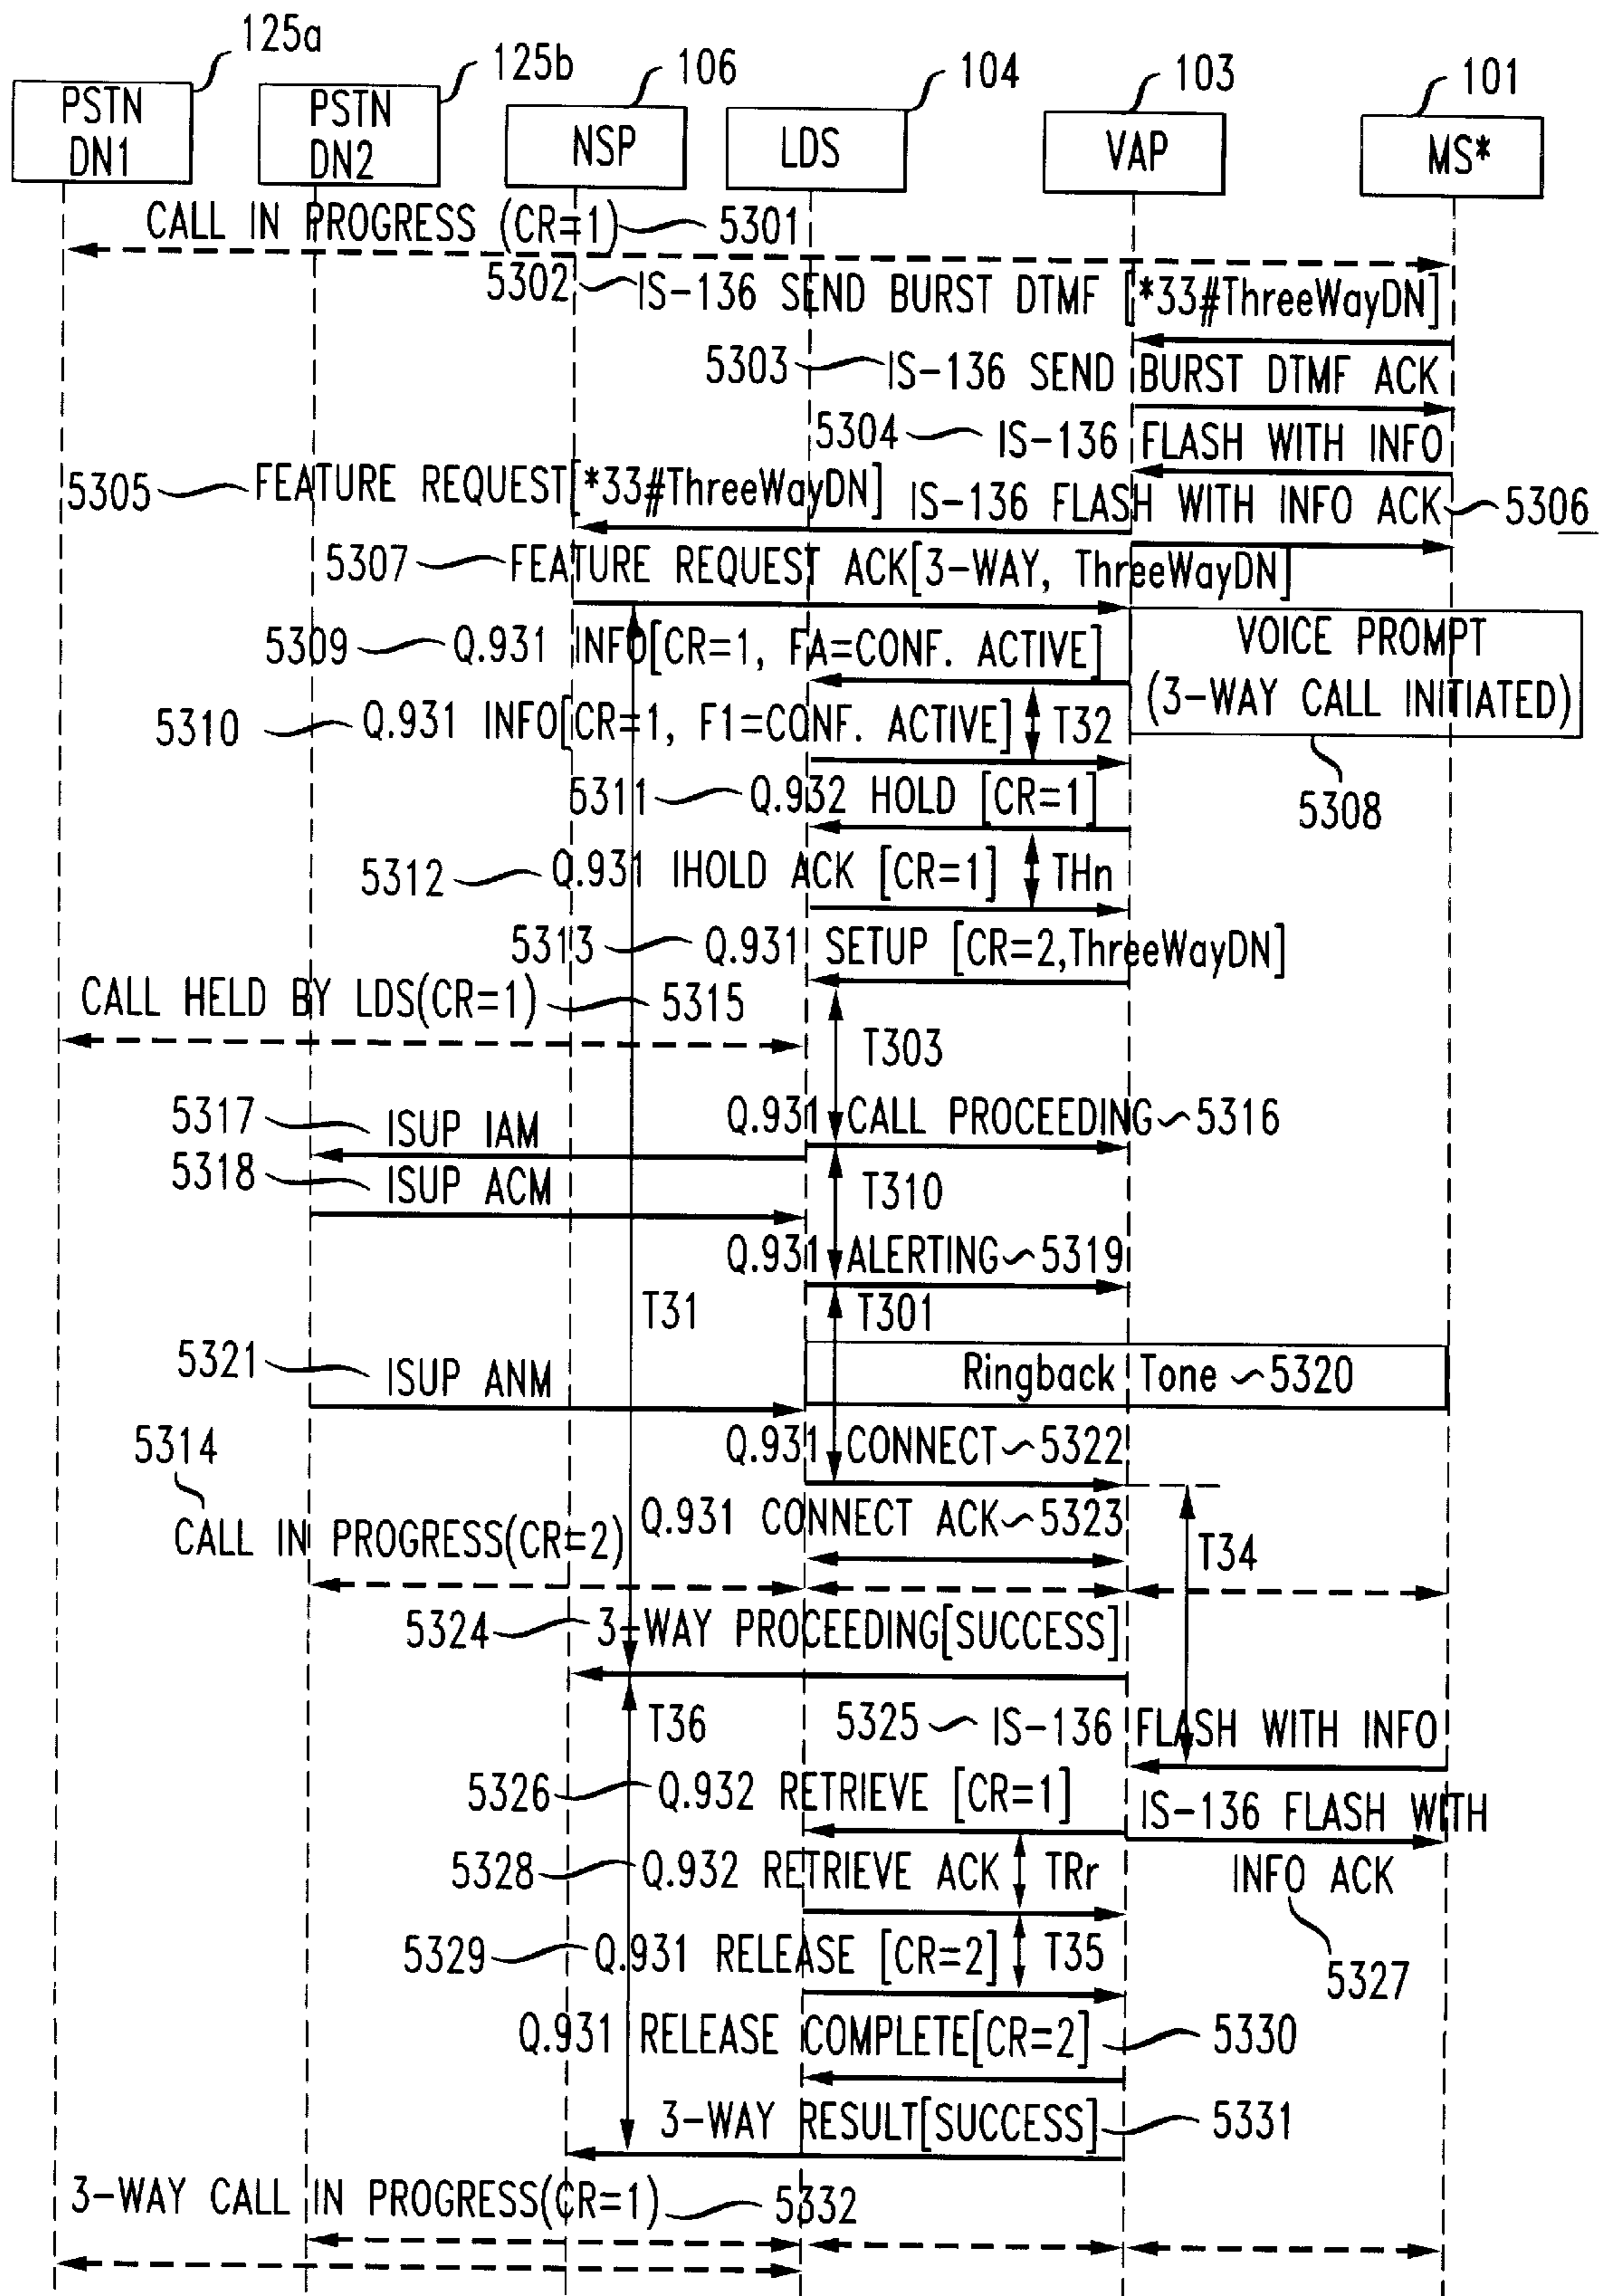 125a
125b
106
104
103
101
PSTN
DN1
PSTN
DN2
NSP
LDS
VAP
MS*
CALL IN PROGRESS (CR=1) 5301
5302 IS-136 SEND BURST DTMF [*33#ThreeWayDN]
5303 IS-136 SEND BURST DTMF ACK
5304 IS-136 FLASH WITH INFO
5305 FEATURE REQUEST[*33#ThreeWayDN]
IS-136 FLASH WITH INFO ACK 5306
5307 FEATURE REQUEST ACK[3-WAY, ThreeWayDN]
5309 Q.931 INFO[CR=1, FA=CONF. ACTIVE]
VOICE PROMPT
(3-WAY CALL INITIATED)
5308
5310 Q.931 INFO[CR=1, F1=CONF. ACTIVE] T32
5311 Q.932 HOLD [CR=1]
5312 Q.931 IHOLD ACK [CR=1] THn
5313 Q.931 SETUP [CR=2,ThreeWayDN]
CALL HELD BY LDS(CR=1) 5315
T303
Q.931 CALL PROCEEDING 5316
5317 ISUP IAM
5318 ISUP ACM
T310
Q.931 ALERTING 5319
T31
T301
Ringback Tone 5320
5321 ISUP ANM
Q.931 CONNECT 5322
5314
CALL IN PROGRESS(CR=2)
Q.931 CONNECT ACK 5323
T34
5324 3-WAY PROCEEDING[SUCCESS]
T36
5325 IS-136 FLASH WITH INFO
5326 Q.932 RETRIEVE [CR=1]
IS-136 FLASH WITH
INFO ACK
5327
5328 Q.932 RETRIEVE ACK TRr
5329 Q.931 RELEASE [CR=2] T35
Q.931 RELEASE COMPLETE[CR=2] 5330
3-WAY RESULT[SUCCESS] 5331
3-WAY CALL IN PROGRESS(CR=1) 5332